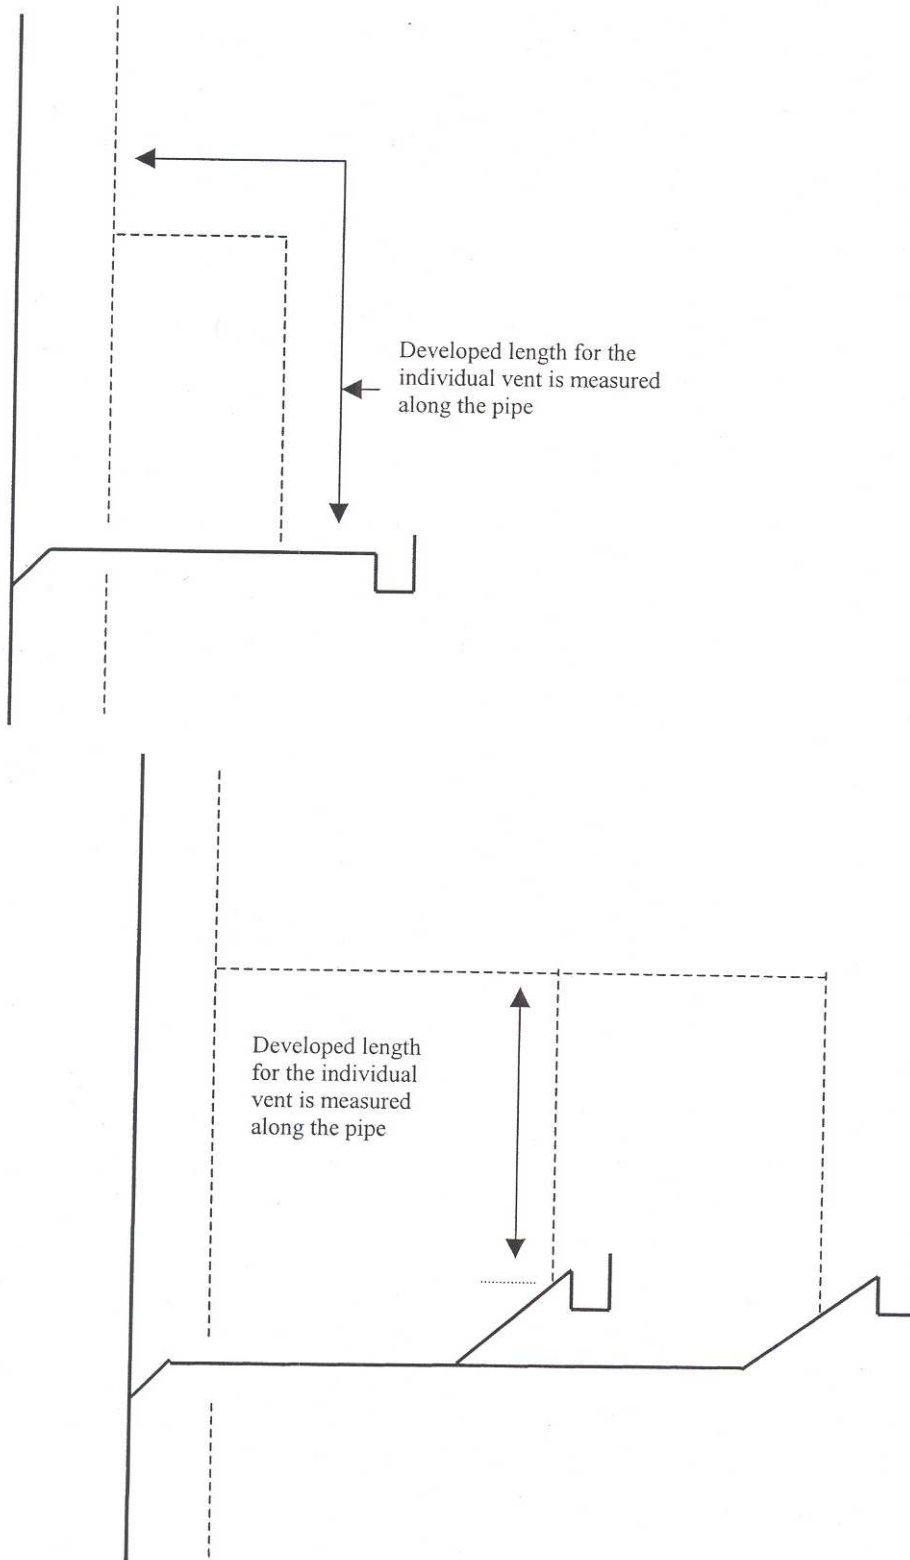 Developed length for the
individual vent is measured
along the pipe
Developed length
for the individual
vent is measured
along the pipe